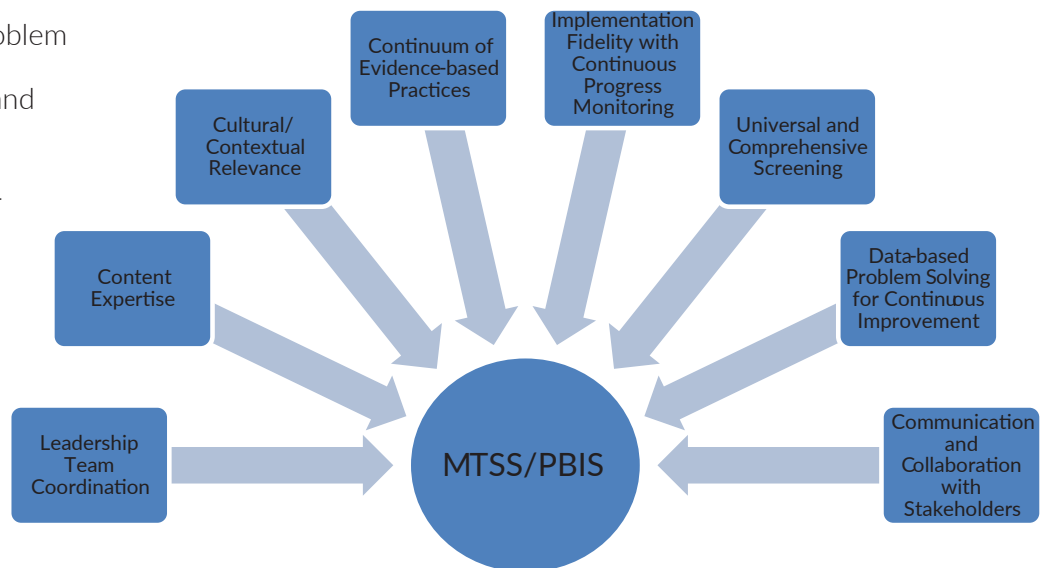 oblem
and
Implementation
Fidelity with
Continuous
Progress
Monitoring
Continuum of
Evidence-based
Practices
Cultural/
Contextual
Relevance
Universal and
Comprehensive
Screening
Content
Expertise
Data-based
Problem Solving
for Continuous
Improvement
Leadership
Team
Coordination
MTSS/PBIS
Communication
and
Collaboration
with
Stakeholders